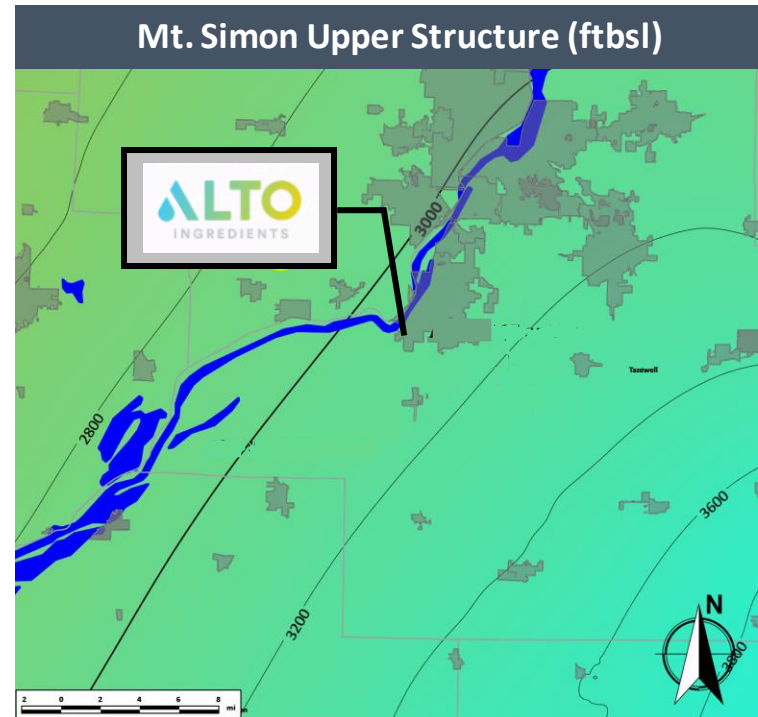 Mt. Simon Upper Structure (ftbsl)
ALTO
INGREDIENTS
3000
Tazewell
2800
3600
3200
3800
N
2 0 2 4 6 8
mi